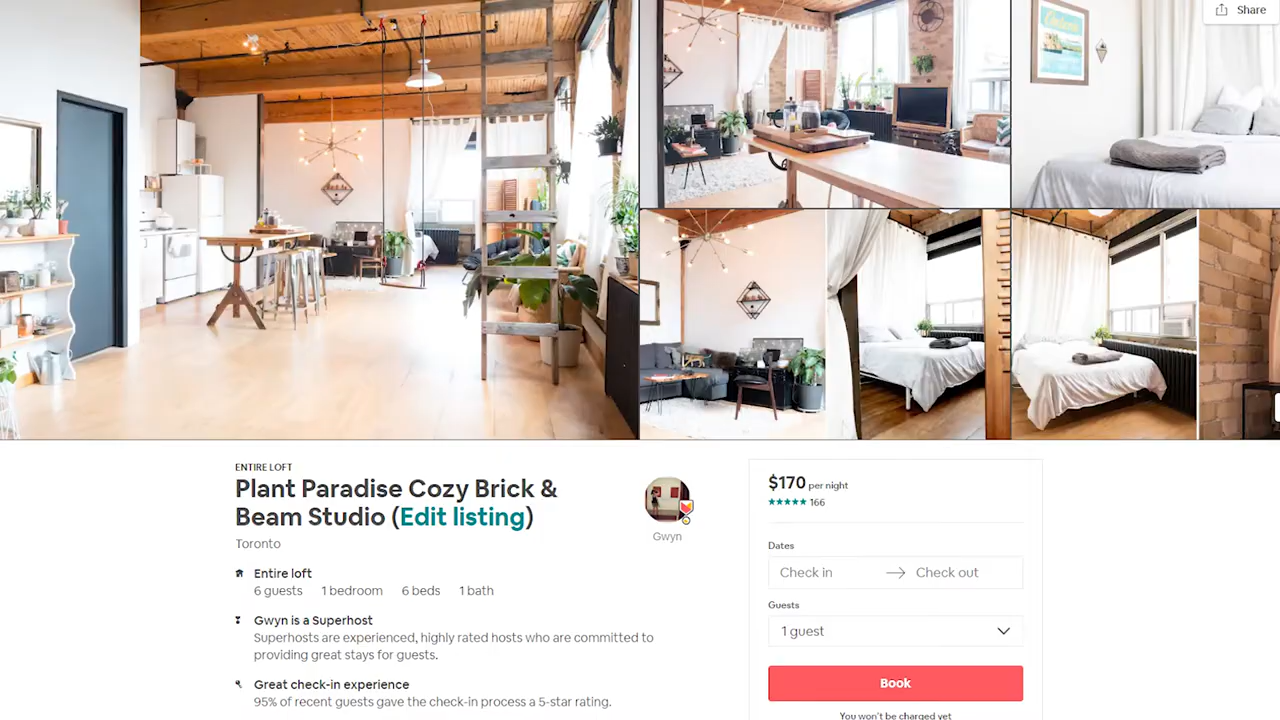 Share
ENTIRE LOFT
Plant Paradise Cozy Brick &
Beam Studio (Edit listing)
Toronto
Gwyn
Entire loft
6 guests 1 bedroom 6 beds 1 bath
Gwyn is a Superhost
Superhosts are experienced, highly rated hosts who are committed to
providing great stays for guests.
Great check-in experience
95% of recent guests gave the check-in process a 5-star rating.
$170 per night
166
Dates
Check in Check out
Guests
1 guest
Book
You won't be charged yet